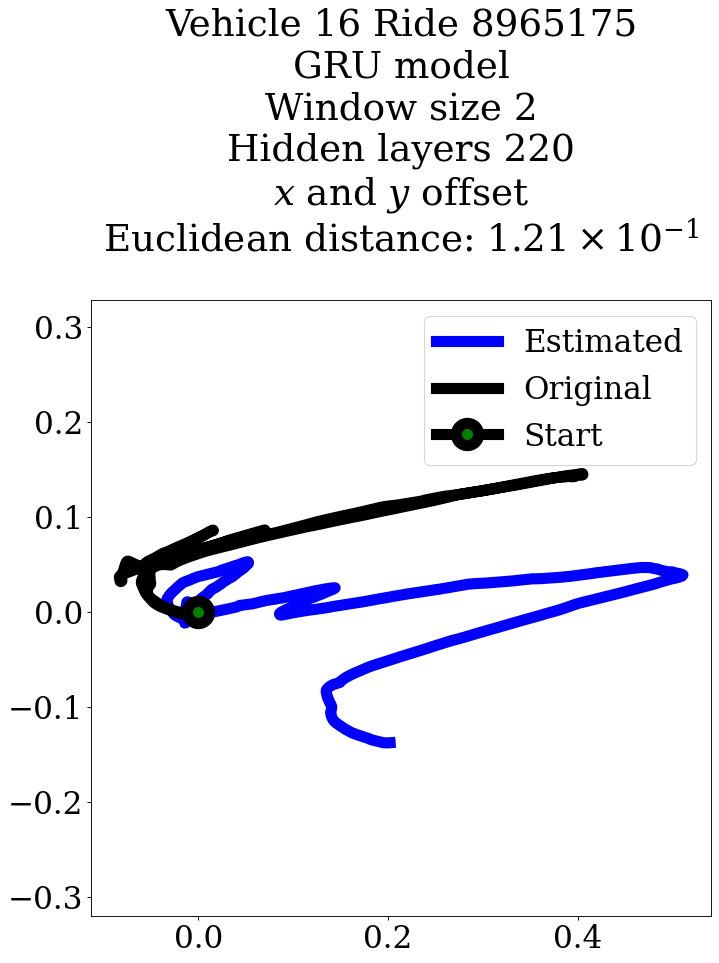 Vehicle 16 Ride 8965175
GRU model
Window size 2
Hidden layers 220
x and y offset
Euclidean distance: 1.21 × 10⁻¹
Estimated
Original
Start
0.3
0.2
0.1
0.0
−0.1
−0.2
−0.3
0.0 0.2 0.4